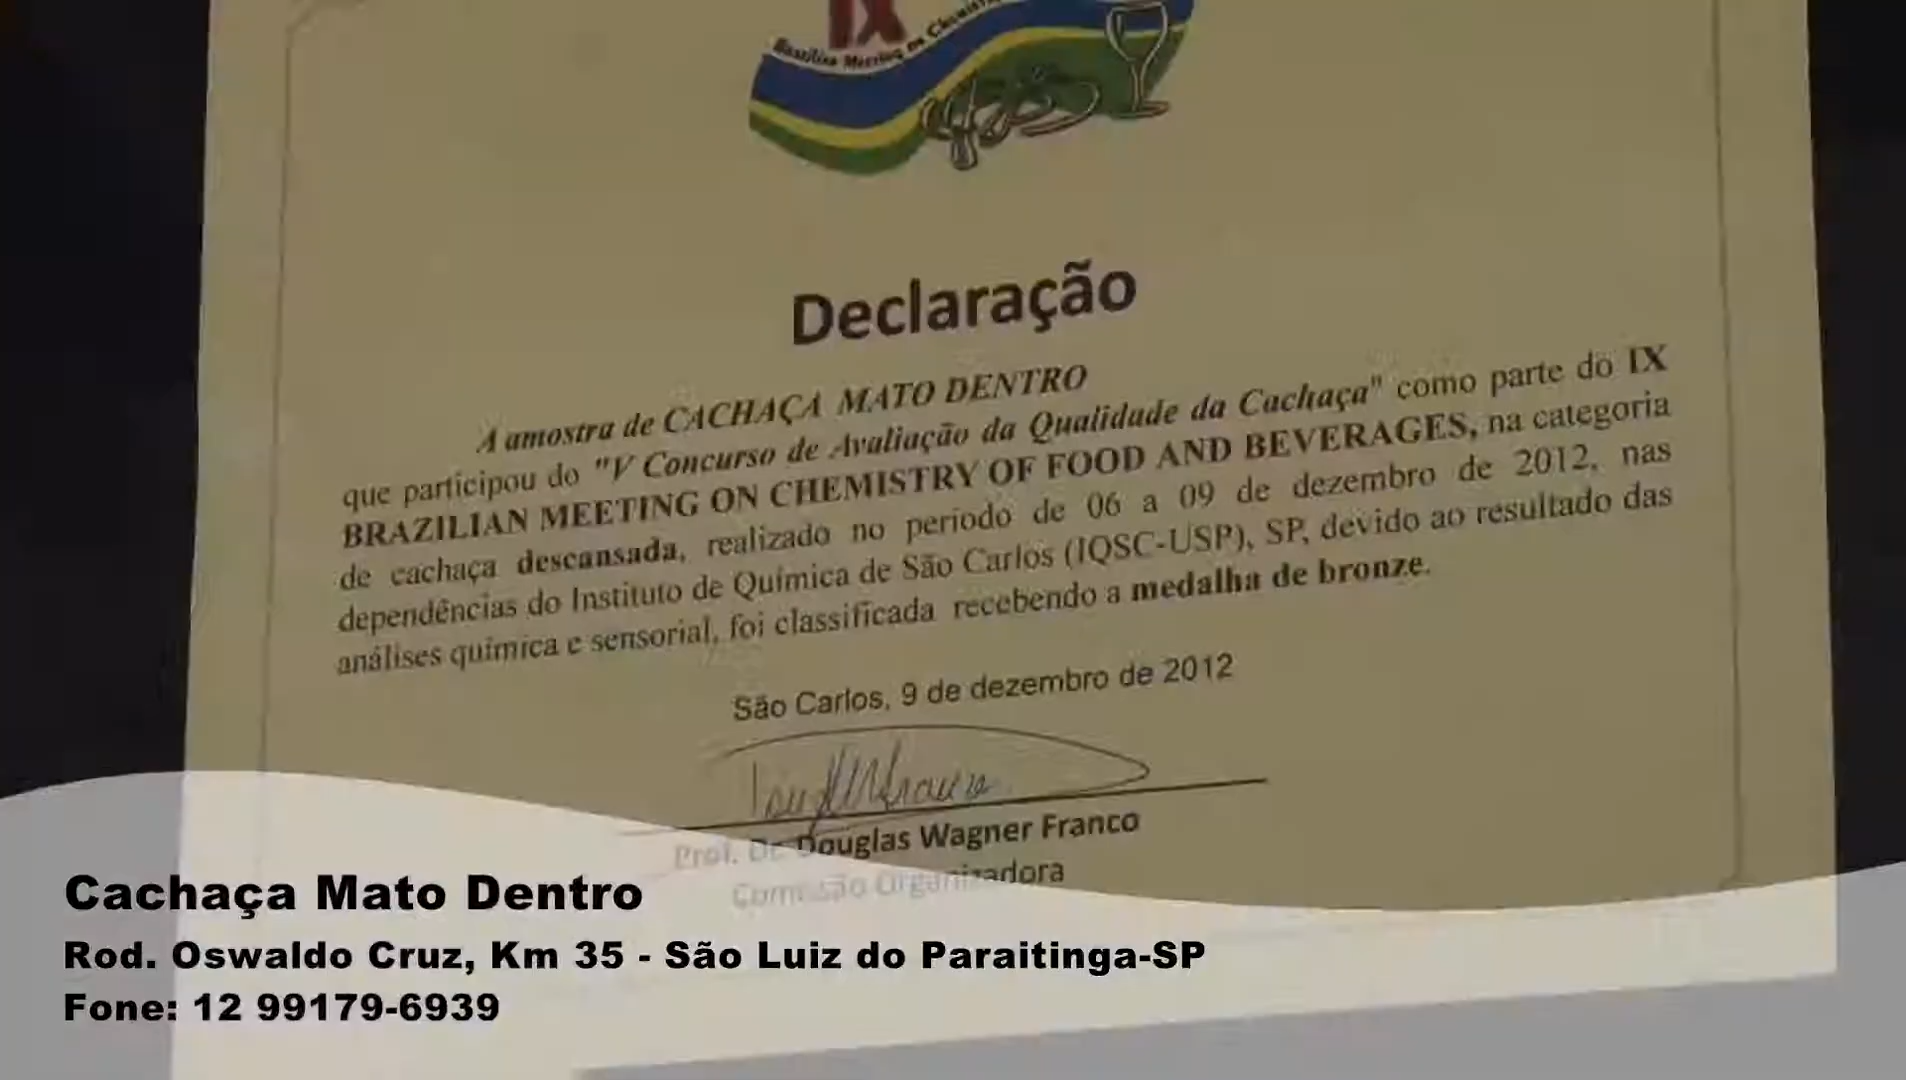 IX
Brazilian Meeting on Chemistry
Declaração
A amostra de CACHAÇA MATO DENTRO
que participou do "V Concurso de Avaliação da Qualidade da Cachaça" como parte do IX
BRAZILIAN MEETING ON CHEMISTRY OF FOOD AND BEVERAGES, na categoria
de cachaça descansada, realizado no período de 06 a 09 de dezembro de 2012, nas
dependências do Instituto de Química de São Carlos (IQSC-USP), SP, devido ao resultado das
análises química e sensorial, foi classificada recebendo a medalha de bronze.
São Carlos, 9 de dezembro de 2012
Prof. Dr. Douglas Wagner Franco
Comissão Organizadora
Cachaça Mato Dentro
Rod. Oswaldo Cruz, Km 35 - São Luiz do Paraitinga-SP
Fone: 12 99179-6939